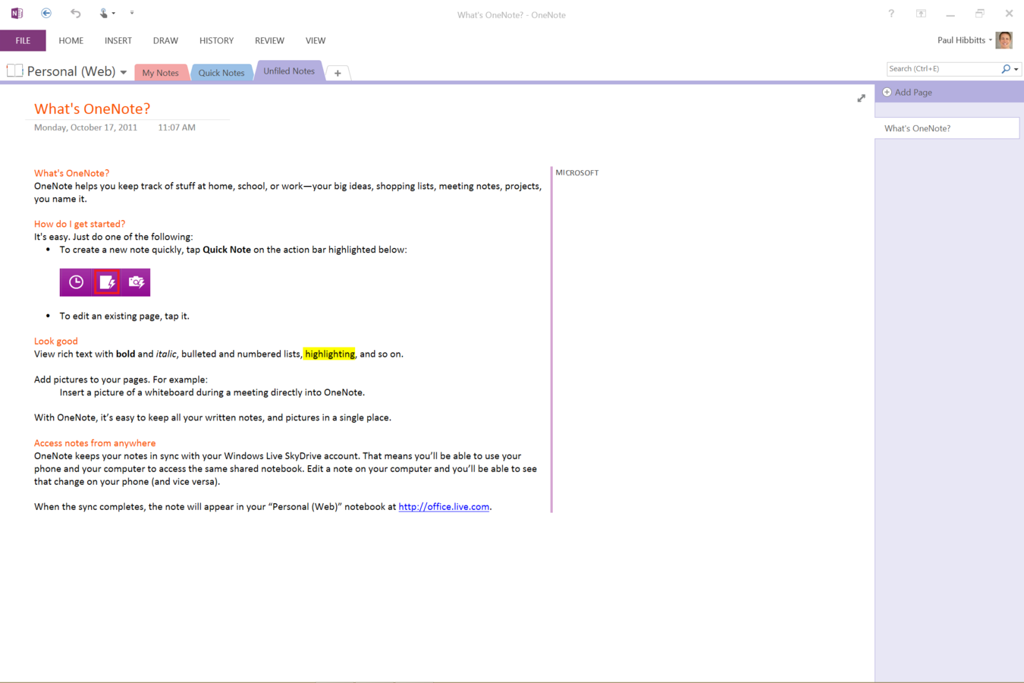 What's OneNote? - OneNote
?
FILE HOME INSERT DRAW HISTORY REVIEW VIEW
Paul Hibbitts
Personal (Web) My Notes Quick Notes Unfiled Notes +
Search (Ctrl+E)
Add Page
What's OneNote?
What's OneNote?
Monday, October 17, 2011 11:07 AM
What's OneNote?
OneNote helps you keep track of stuff at home, school, or work—your big ideas, shopping lists, meeting notes, projects,
you name it.
How do I get started?
It's easy. Just do one of the following:
• To create a new note quickly, tap Quick Note on the action bar highlighted below:
• To edit an existing page, tap it.
Look good
View rich text with bold and italic, bulleted and numbered lists, highlighting, and so on.
Add pictures to your pages. For example:
Insert a picture of a whiteboard during a meeting directly into OneNote.
With OneNote, it’s easy to keep all your written notes, and pictures in a single place.
Access notes from anywhere
OneNote keeps your notes in sync with your Windows Live SkyDrive account. That means you’ll be able to use your
phone and your computer to access the same shared notebook. Edit a note on your computer and you’ll be able to see
that change on your phone (and vice versa).
When the sync completes, the note will appear in your “Personal (Web)” notebook at http://office.live.com.
MICROSOFT